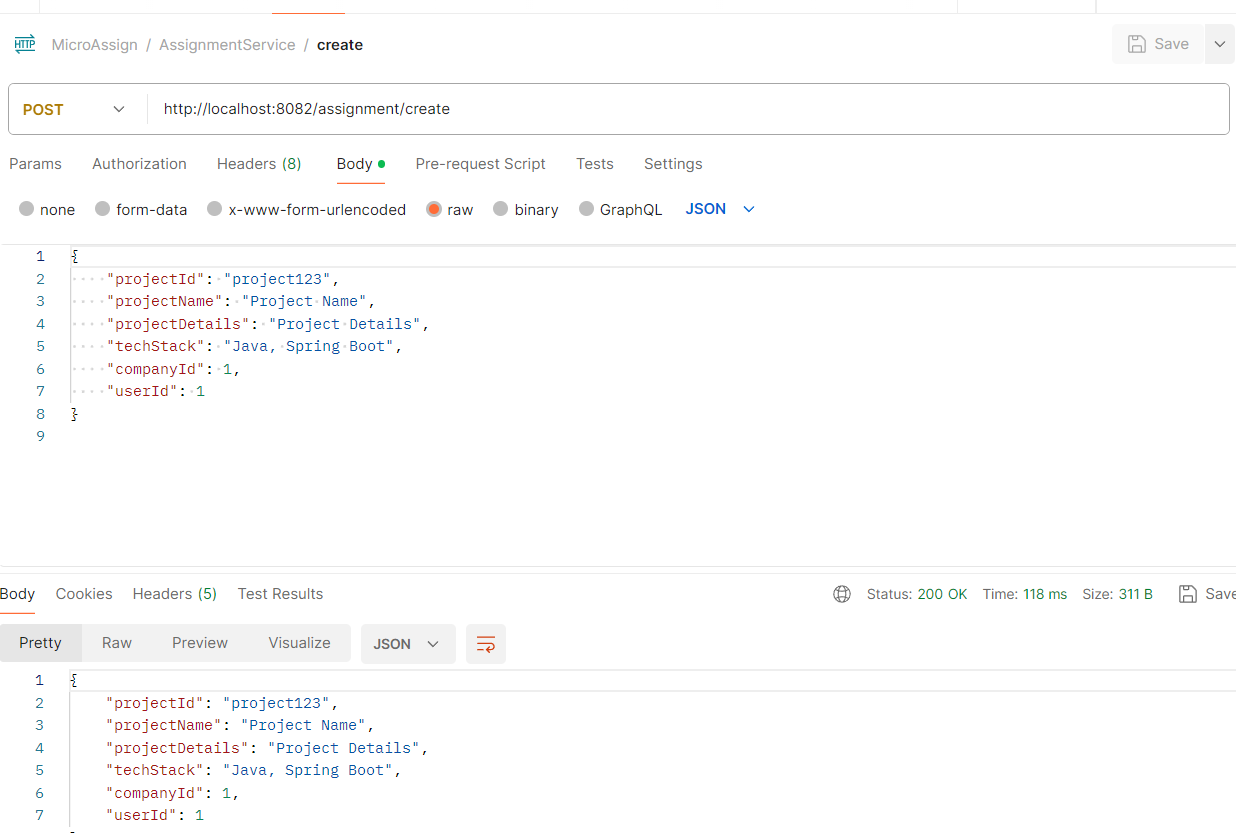 HTTP MicroAssign / AssignmentService / create Save
POST http://localhost:8082/assignment/create
Params Authorization Headers (8) Body Pre-request Script Tests Settings
none form-data x-www-form-urlencoded raw binary GraphQL JSON
1 {
2 "projectId": "project123",
3 "projectName": "Project Name",
4 "projectDetails": "Project Details",
5 "techStack": "Java, Spring Boot",
6 "companyId": 1,
7 "userId": 1
8 }
9
Body Cookies Headers (5) Test Results Status: 200 OK Time: 118 ms Size: 311 B Save
Pretty Raw Preview Visualize JSON
1 {
2 "projectId": "project123",
3 "projectName": "Project Name",
4 "projectDetails": "Project Details",
5 "techStack": "Java, Spring Boot",
6 "companyId": 1,
7 "userId": 1